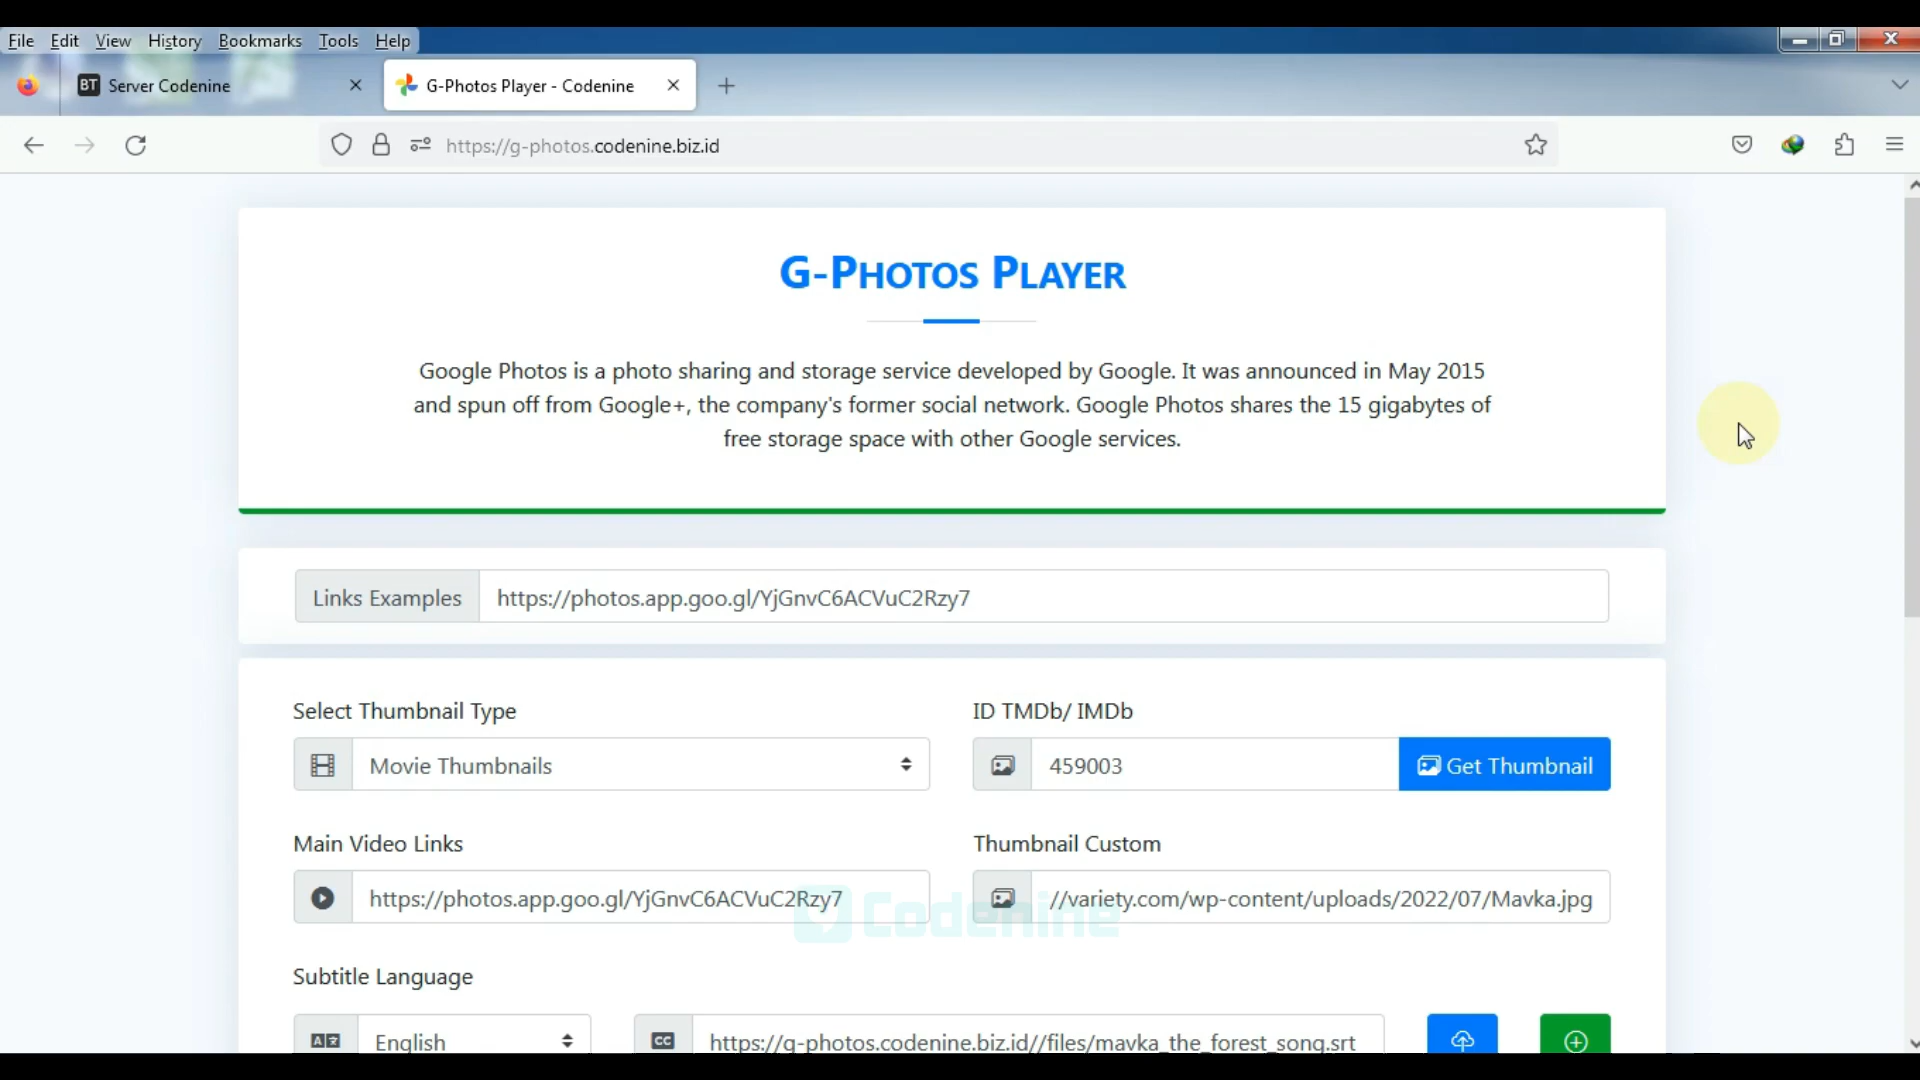 File Edit View History Bookmarks Tools Help
BT Server Codenine
G-Photos Player - Codenine
https://g-photos.codenine.biz.id
G-Photos Player
Google Photos is a photo sharing and storage service developed by Google. It was announced in May 2015
and spun off from Google+, the company's former social network. Google Photos shares the 15 gigabytes of
free storage space with other Google services.
Links Examples https://photos.app.goo.gl/YjGnvC6ACVuC2Rzy7
Select Thumbnail Type
ID TMDb/ IMDb
Movie Thumbnails
459003
Get Thumbnail
Main Video Links
Thumbnail Custom
https://photos.app.goo.gl/YjGnvC6ACVuC2Rzy7
//variety.com/wp-content/uploads/2022/07/Mavka.jpg
Codenine
Subtitle Language
English
CC
https://g-photos.codenine.biz.id//files/mavka_the_forest_song.srt